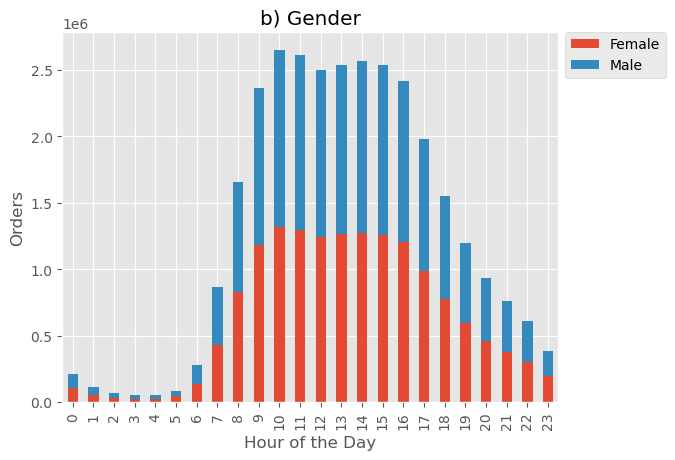 b) Gender
1e6
Female
Male
2.5
2.0
1.5
1.0
0.5
0.0
Orders
0 1 2 3 4 5 6 7 8 9 10 11 12 13 14 15 16 17 18 19 20 21 22 23
Hour of the Day